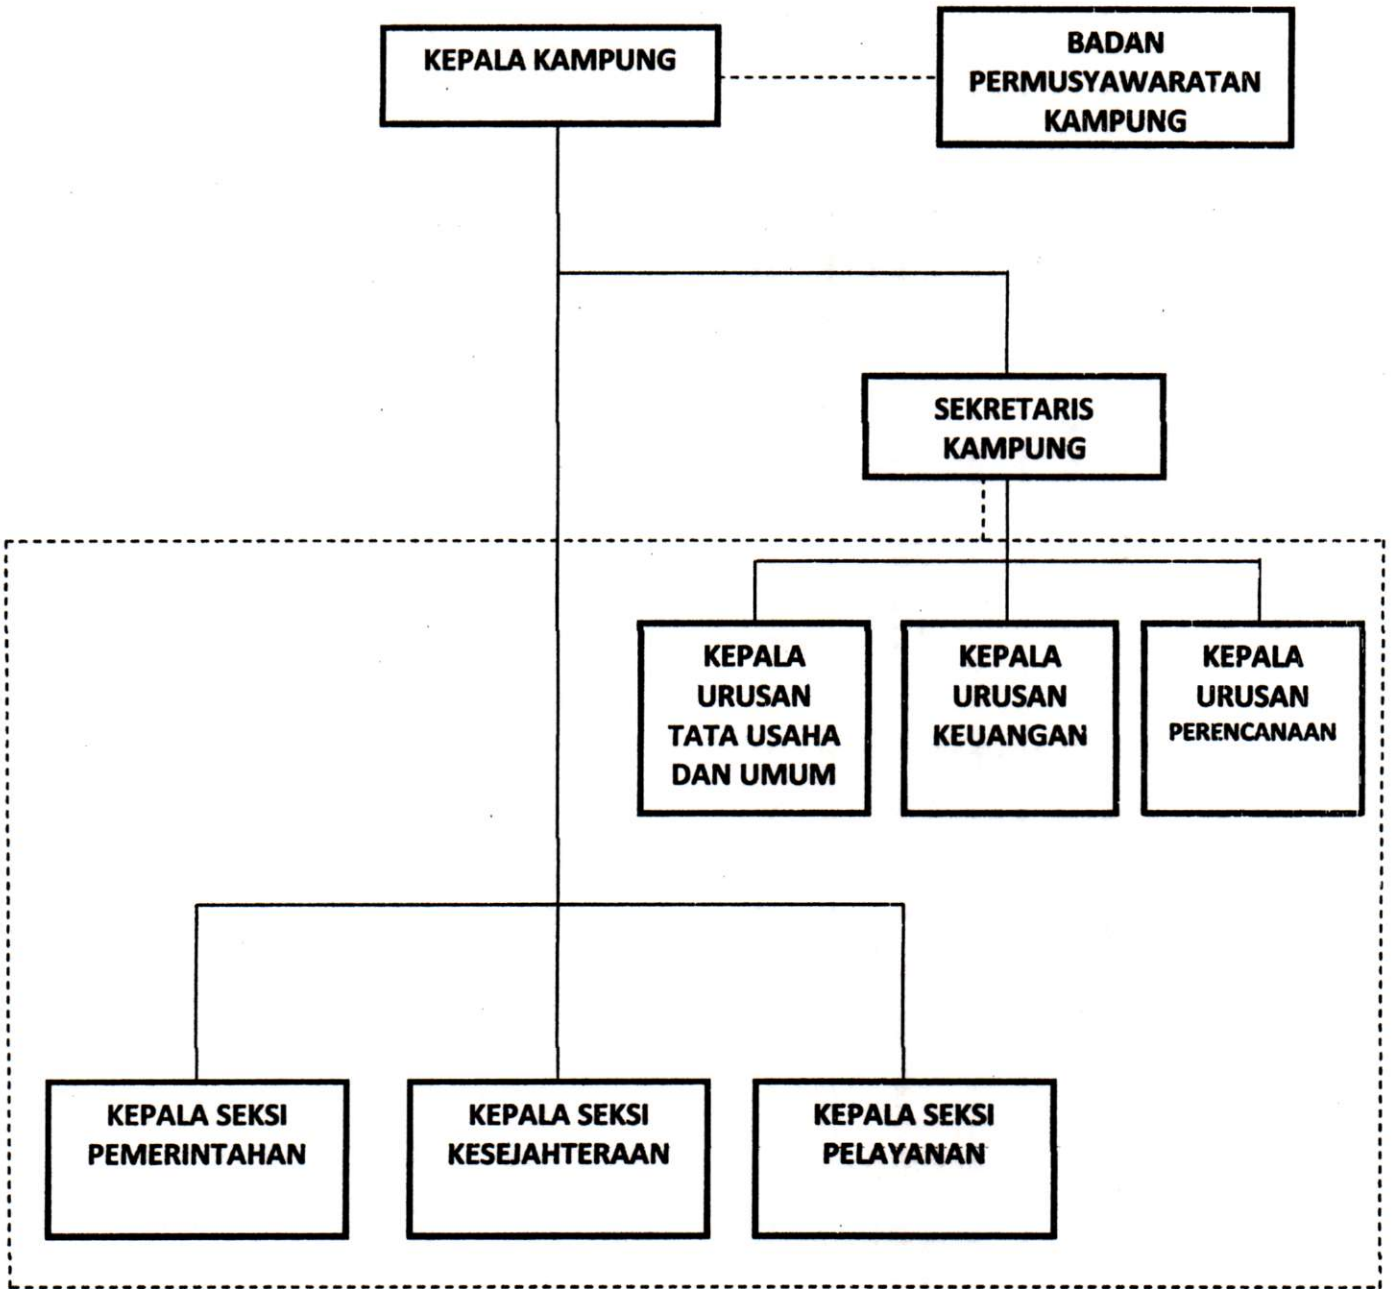 KEPALA KAMPUNG
BADAN
PERMUSYAWARATAN
KAMPUNG
SEKRETARIS
KAMPUNG
KEPALA
URUSAN
TATA USAHA
DAN UMUM
KEPALA
URUSAN
KEUANGAN
KEPALA
URUSAN
PERENCANAAN
KEPALA SEKSI
PEMERINTAHAN
KEPALA SEKSI
KESEJAHTERAAN
KEPALA SEKSI
PELAYANAN